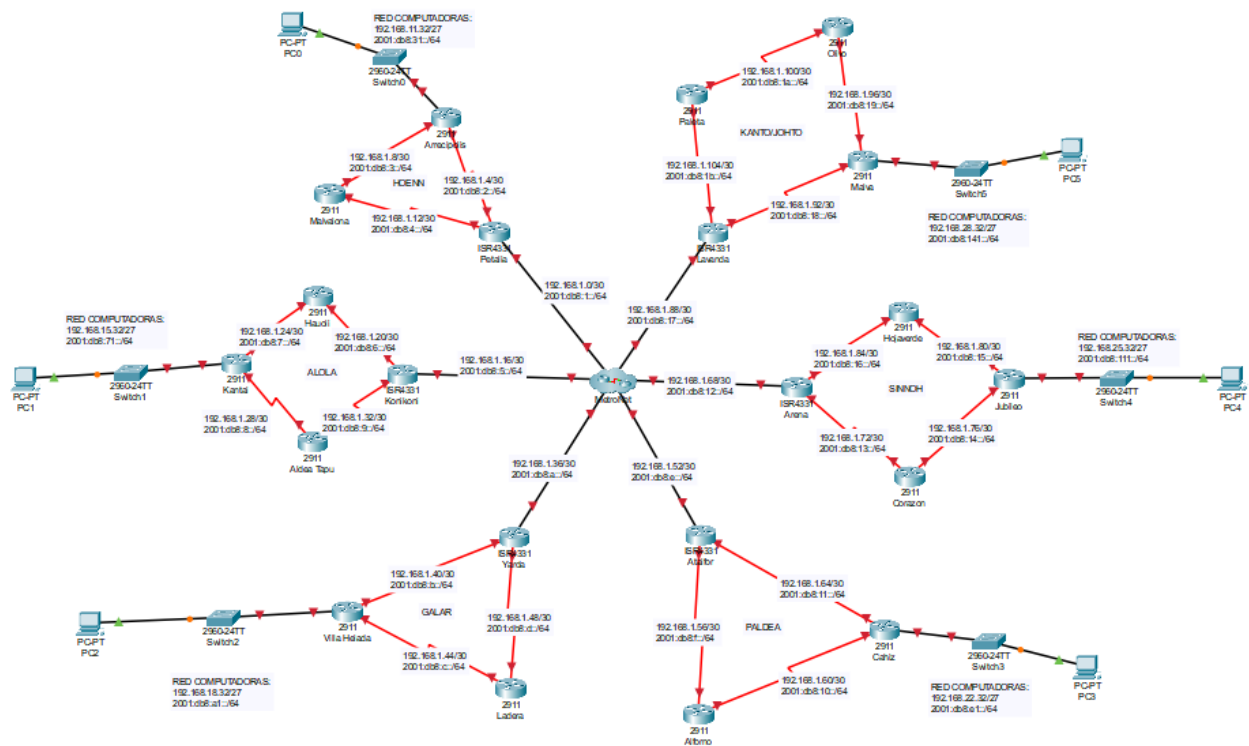 RED COMPUTADORAS:
192.168.11.32/27
2001:db8:31::/64
PC-PT
PC0
2960-24TT
Switch0
2911
Arrecipolis
192.168.1.8/30
2001:db8:3::/64
192.168.1.4/30
2001:db8:2::/64
HOENN
2911
Malvalona
192.168.1.12/30
2001:db8:4::/64
ISR4331
Petalia
192.168.1.0/30
2001:db8:1::/64
2911
Olivo
192.168.1.100/30
2001:db8:1a::/64
192.168.1.96/30
2001:db8:19::/64
2911
Paleta
KANTO/JOHTO
192.168.1.104/30
2001:db8:1b::/64
2911
Malva
2960-24TT
Switch5
PC-PT
PC5
192.168.1.92/30
2001:db8:18::/64
RED COMPUTADORAS:
192.168.28.32/27
2001:db8:141::/64
ISR4331
Lavanda
192.168.1.88/30
2001:db8:17::/64
RED COMPUTADORAS:
192.168.15.32/27
2001:db8:71::/64
2911
Hauoli
192.168.1.24/30
2001:db8:7::/64
192.168.1.20/30
2001:db8:6::/64
ALOLA
PC-PT
PC1
2960-24TT
Switch1
2911
Kantai
ISR4331
Konikoni
192.168.1.16/30
2001:db8:5::/64
192.168.1.28/30
2001:db8:8::/64
192.168.1.32/30
2001:db8:9::/64
2911
Aldea Tapu
MetroNet
192.168.1.68/30
2001:db8:12::/64
2911
Hojaverde
192.168.1.84/30
2001:db8:16::/64
192.168.1.80/30
2001:db8:15::/64
RED COMPUTADORAS:
192.168.25.32/27
2001:db8:111::/64
SINNOH
ISR4331
Arena
2911
Jubileo
2960-24TT
Switch4
PC-PT
PC4
192.168.1.72/30
2001:db8:13::/64
192.168.1.76/30
2001:db8:14::/64
2911
Corazon
192.168.1.36/30
2001:db8:a::/64
192.168.1.52/30
2001:db8:e::/64
ISR4331
Yarda
192.168.1.40/30
2001:db8:b::/64
GALAR
192.168.1.48/30
2001:db8:d::/64
PC-PT
PC2
2960-24TT
Switch2
2911
Villa Helada
192.168.1.44/30
2001:db8:c::/64
RED COMPUTADORAS:
192.168.18.32/27
2001:db8:a1::/64
2911
Ladera
ISR4331
192.168.1.64/30
2001:db8:11::/64
192.168.1.56/30
2001:db8:f::/64
PALDEA
2911
Cahiz
2960-24TT
Switch3
PC-PT
PC3
192.168.1.60/30
2001:db8:10::/64
RED COMPUTADORAS:
192.168.22.32/27
2001:db8:e1::/64
2911
Alforno